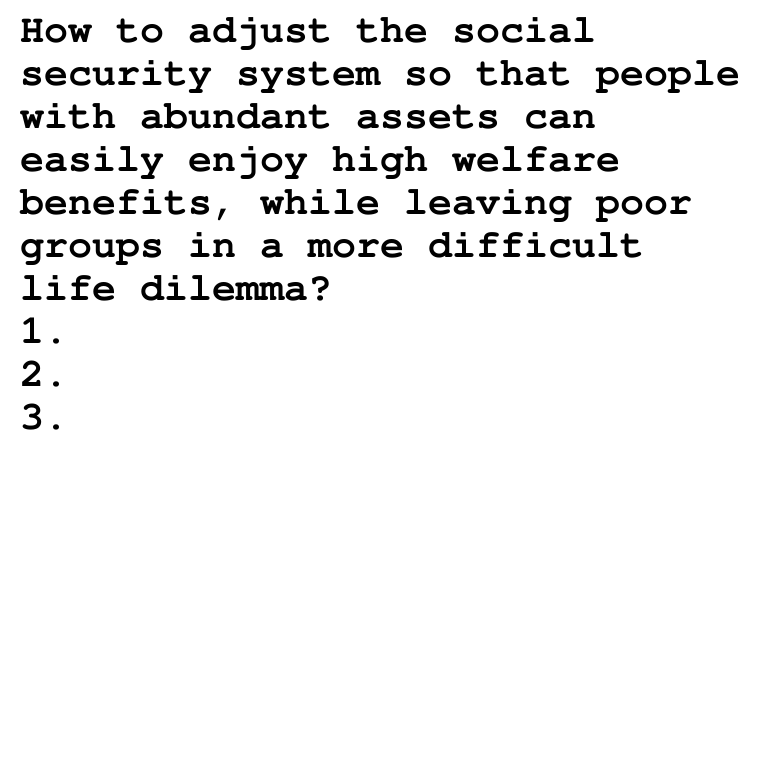 How to adjust the social
security system so that people
with abundant assets can
easily enjoy high welfare
benefits, while leaving poor
groups in a more difficult
life dilemma?
1.
2.
3.